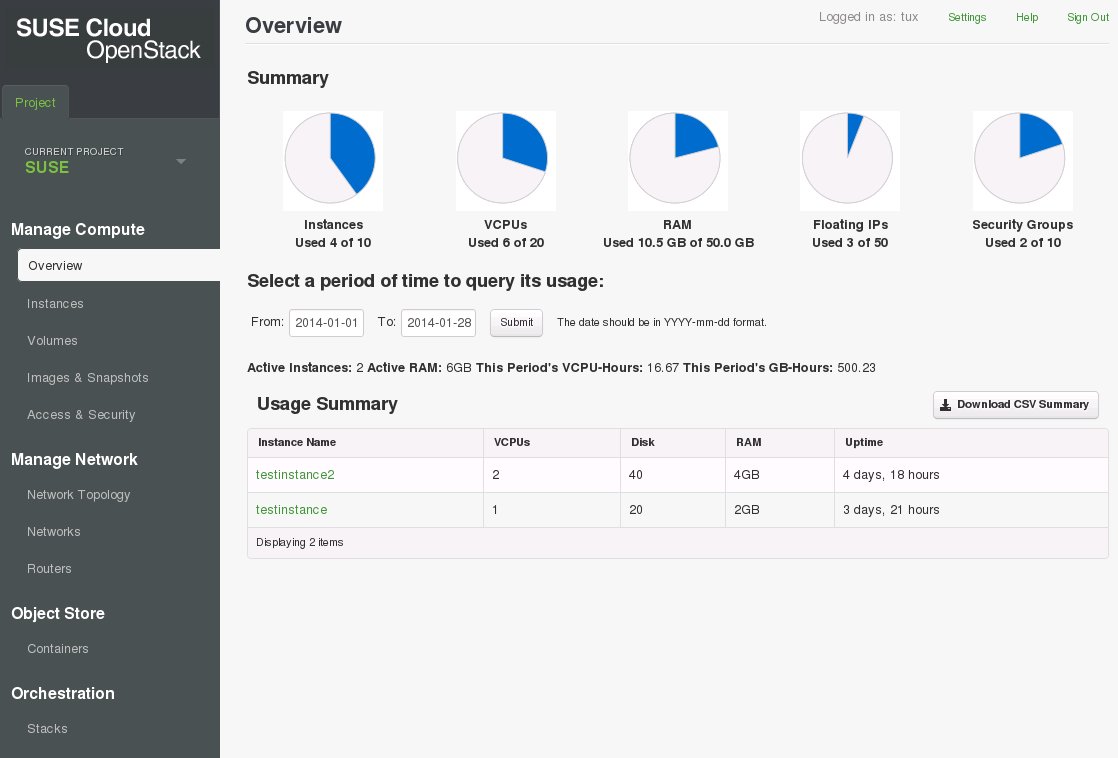 SUSE Cloud
OpenStack
Project
CURRENT PROJECT
SUSE
Manage Compute
Overview
Instances
Volumes
Images & Snapshots
Access & Security
Manage Network
Network Topology
Networks
Routers
Object Store
Containers
Orchestration
Stacks
Overview
Logged in as: tux Settings Help Sign Out
Summary
Instances
Used 4 of 10
VCPUs
Used 6 of 20
RAM
Used 10.5 GB of 50.0 GB
Floating IPs
Used 3 of 50
Security Groups
Used 2 of 10
Select a period of time to query its usage:
From: 2014-01-01 To: 2014-01-28 Submit The date should be in YYYY-mm-dd format.
Active Instances: 2 Active RAM: 6GB This Period's VCPU-Hours: 16.67 This Period's GB-Hours: 500.23
Usage Summary
Download CSV Summary
Instance Name VCPUs Disk RAM Uptime
testinstance2 2 40 4GB 4 days, 18 hours
testinstance 1 20 2GB 3 days, 21 hours
Displaying 2 items